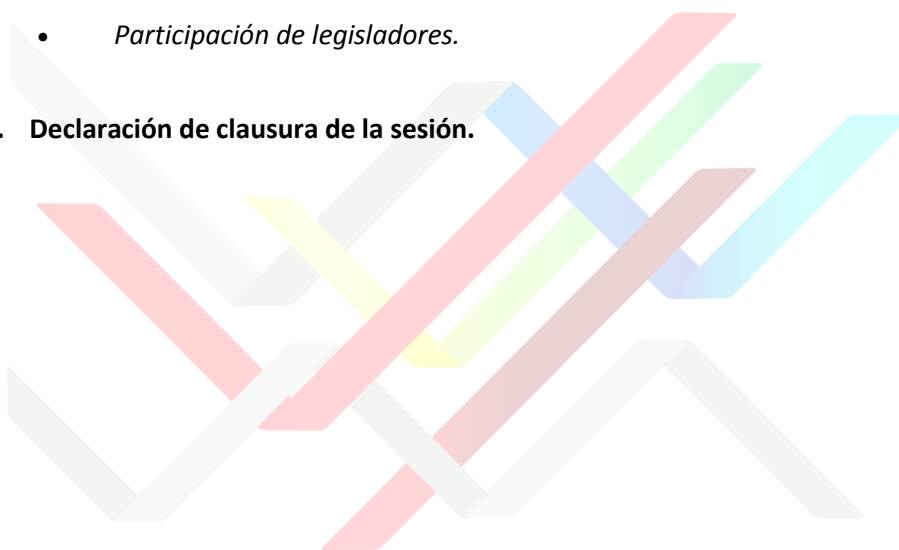 • Participación de legisladores.
. Declaración de clausura de la sesión.